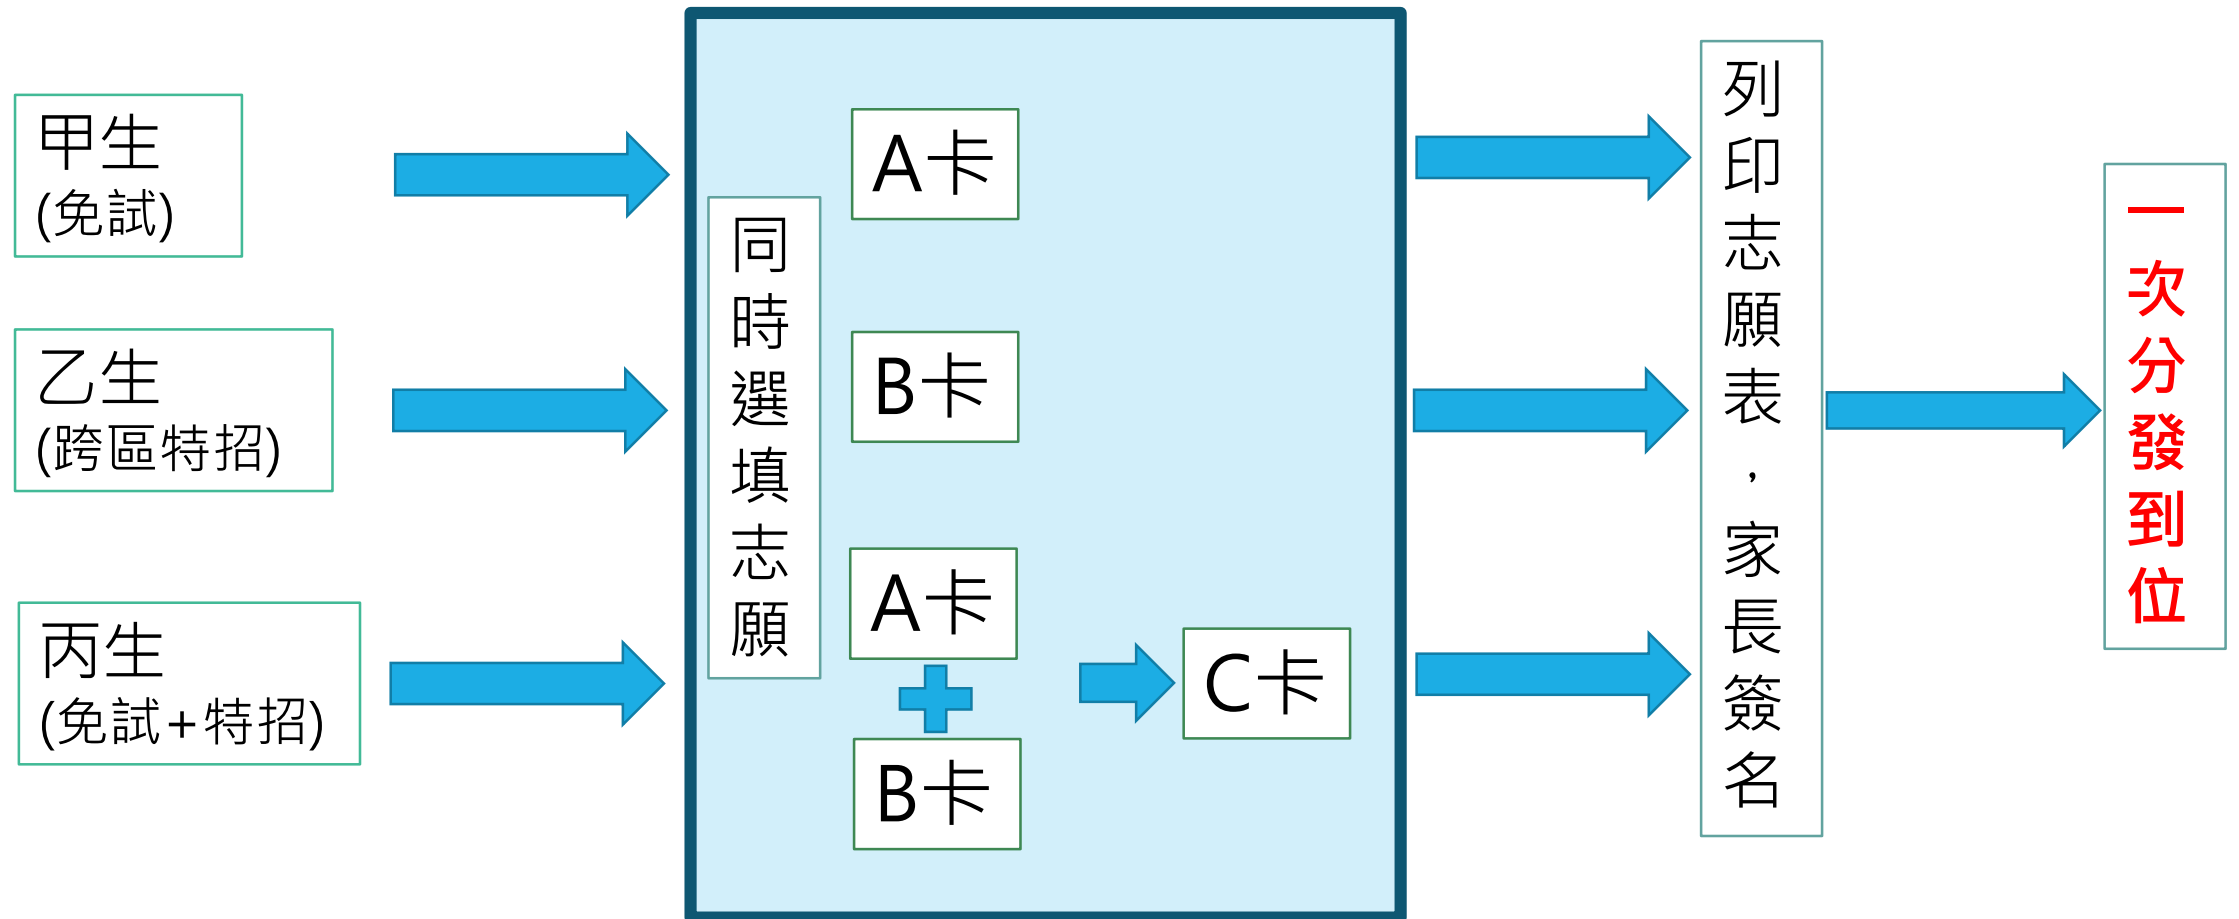 甲生
(免試)
乙生
(跨區特招)
丙生
(免試+特招)
同時選填志願
A卡
B卡
A卡
B卡
C卡
列印志願表，家長簽名
一次分發到位